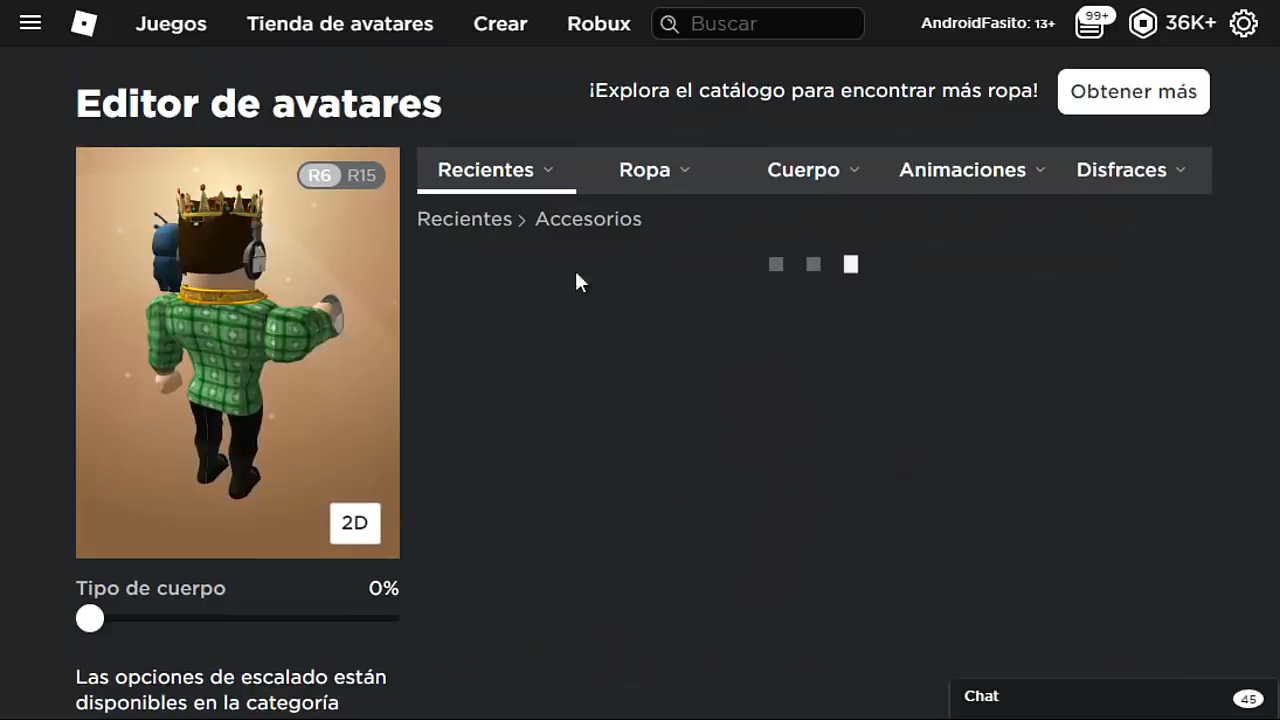 Juegos Tienda de avatares Crear Robux Buscar AndroidFasito: 13+ 99+ 36K+
Editor de avatares
¡Explora el catálogo para encontrar más ropa! Obtener más
R6 R15
Recientes Ropa Cuerpo Animaciones Disfraces
Recientes > Accesorios
2D
Tipo de cuerpo 0%
Las opciones de escalado están
disponibles en la categoría
Chat 45